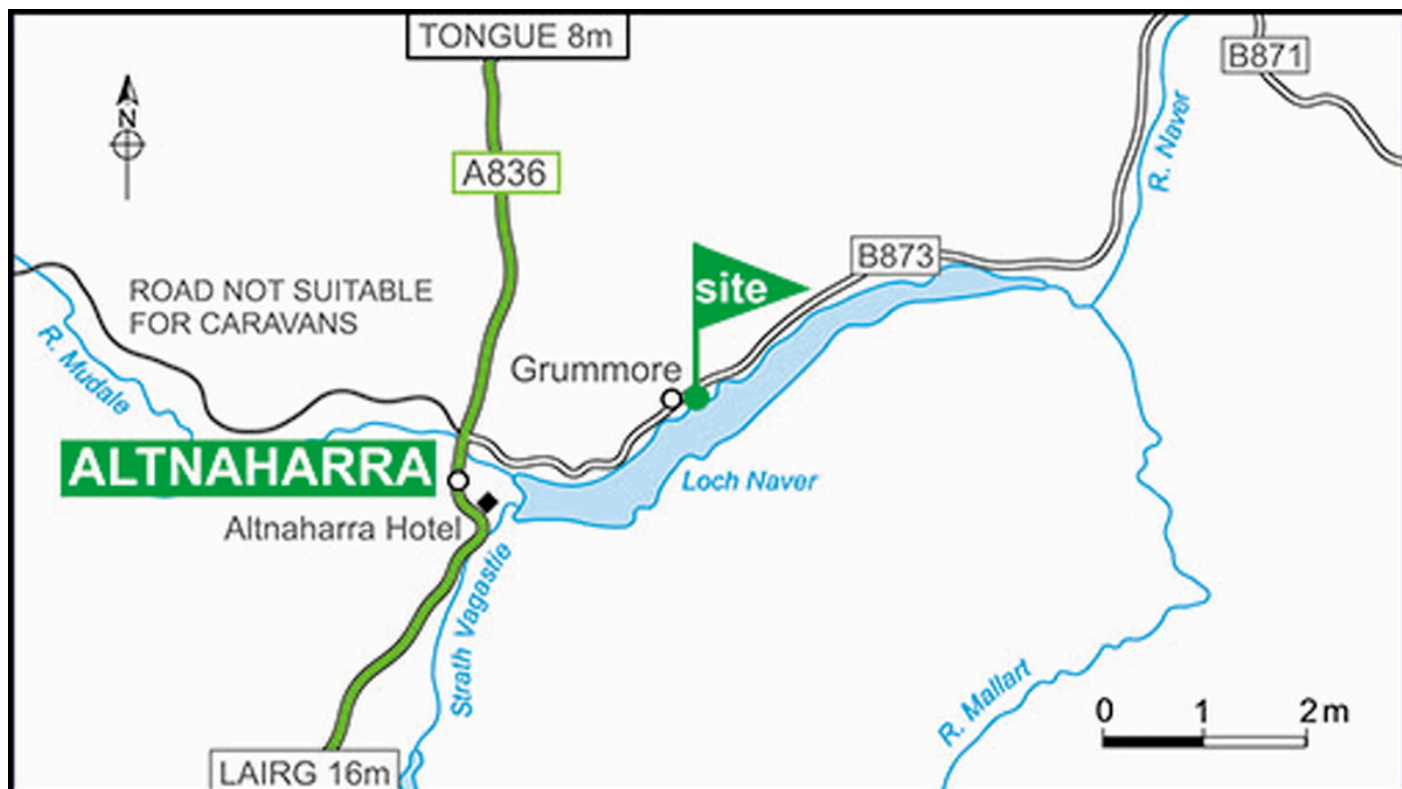 TONGUE 8m
B871
N
A836
R. Naver
B873
site
ROAD NOT SUITABLE
FOR CARAVANS
R. Mudale
Grummore
ALTNAHARRA
Loch Naver
Altnaharra Hotel
Strath Vagastie
R. Mallart
0 1 2 m
LAIRG 16m